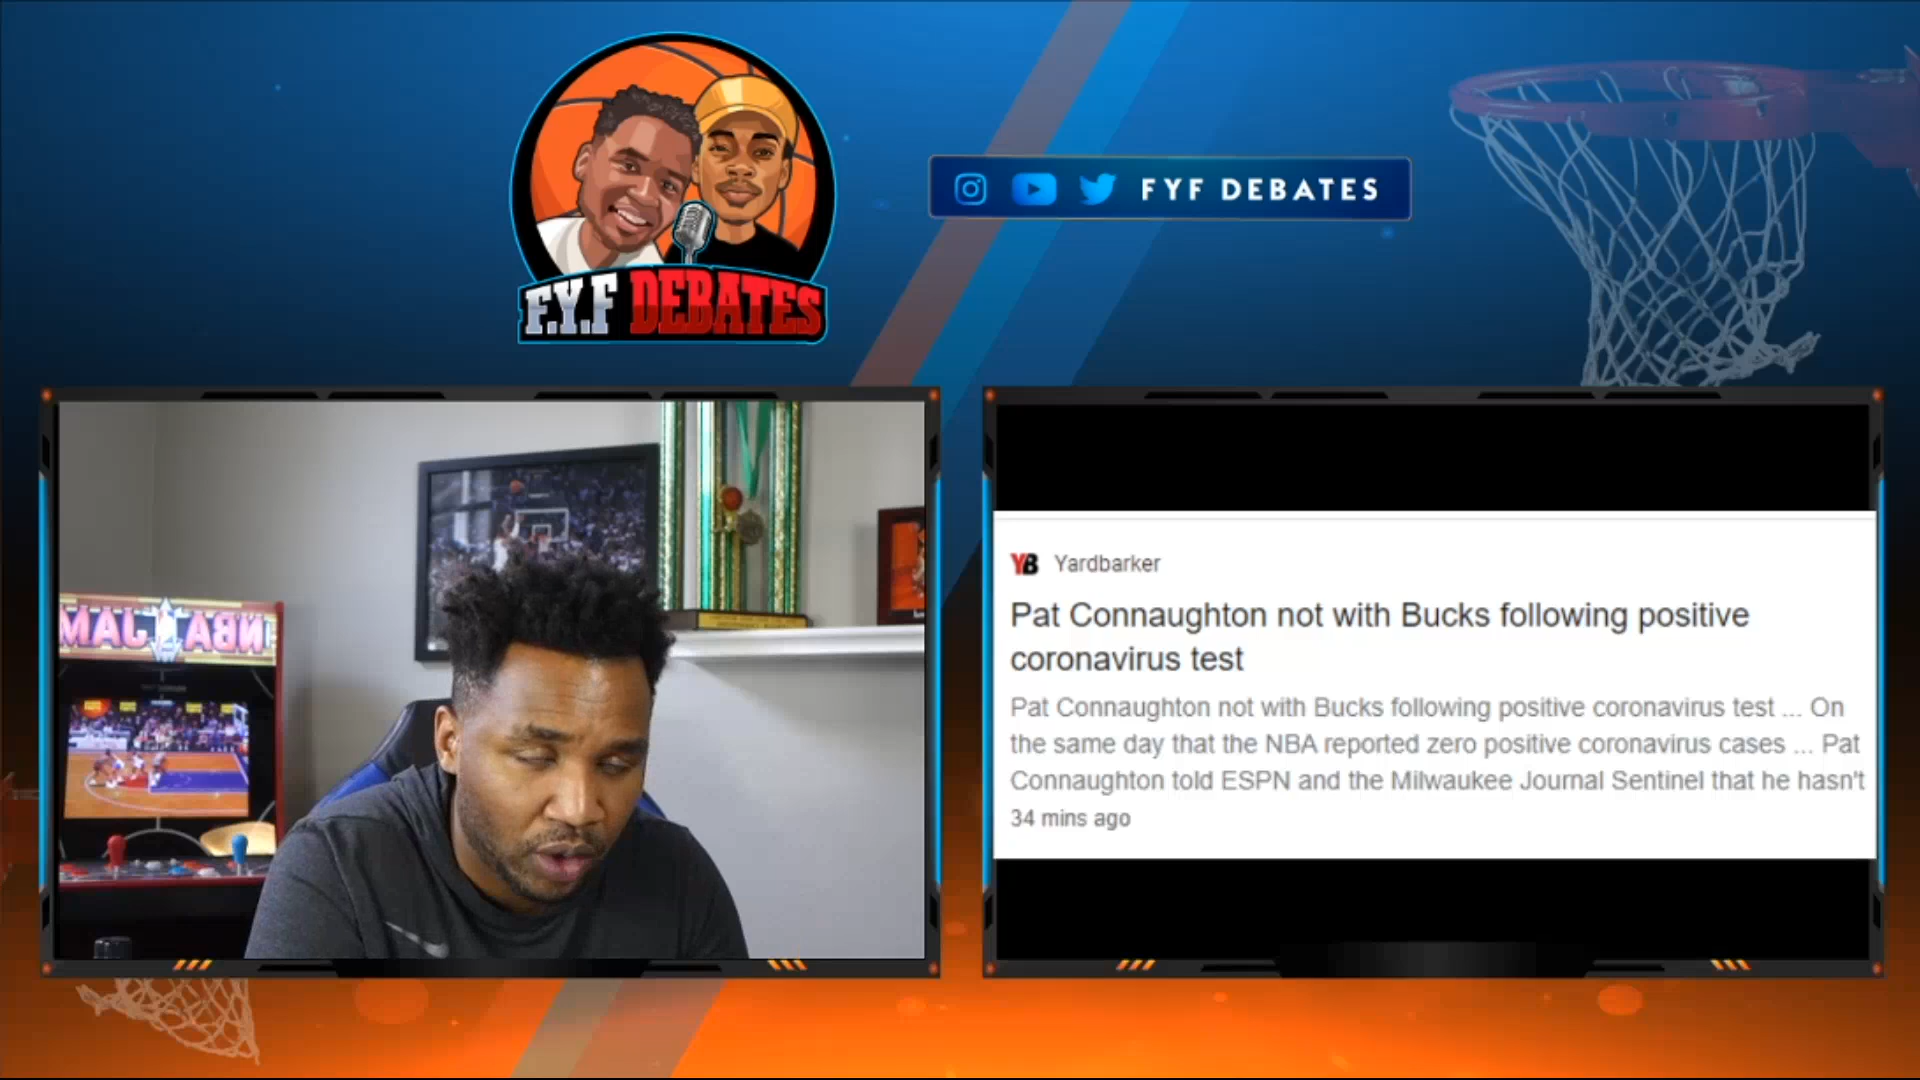 F.Y.F DEBATES
FYF DEBATES
NBA JAM
YB Yardbarker
Pat Connaughton not with Bucks following positive
coronavirus test
Pat Connaughton not with Bucks following positive coronavirus test ... On
the same day that the NBA reported zero positive coronavirus cases ... Pat
Connaughton told ESPN and the Milwaukee Journal Sentinel that he hasn't
34 mins ago